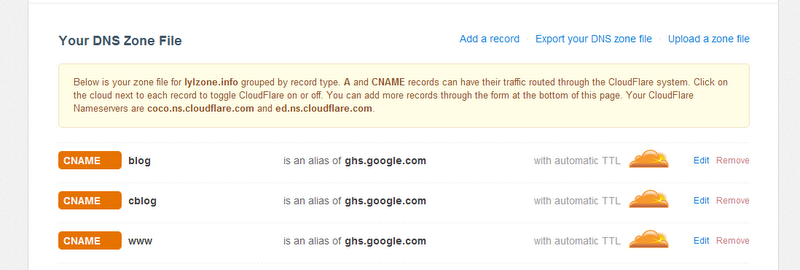 Your DNS Zone File
Add a record · Export your DNS zone file · Upload a zone file
Below is your zone file for lylzone.info grouped by record type. A and CNAME records can have their traffic routed through the CloudFlare system. Click on
the cloud next to each record to toggle CloudFlare on or off. You can add more records through the form at the bottom of this page. Your CloudFlare
Nameservers are coco.ns.cloudflare.com and ed.ns.cloudflare.com.
CNAME blog is an alias of ghs.google.com with automatic TTL Edit Remove
CNAME cblog is an alias of ghs.google.com with automatic TTL Edit Remove
CNAME www is an alias of ghs.google.com with automatic TTL Edit Remove